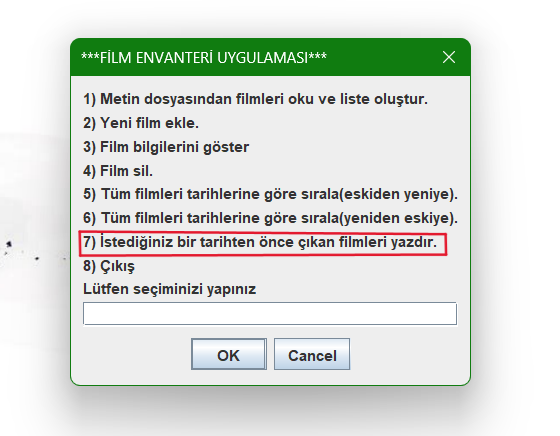 ***FİLM ENVANTERİ UYGULAMASI***
1) Metin dosyasından filmleri oku ve liste oluştur.
2) Yeni film ekle.
3) Film bilgilerini göster
4) Film sil.
5) Tüm filmleri tarihlerine göre sırala(eskiden yeniye).
6) Tüm filmleri tarihlerine göre sırala(yeniden eskiye).
7) İstediğiniz bir tarihten önce çıkan filmleri yazdır.
8) Çıkış
Lütfen seçiminizi yapınız
OK Cancel